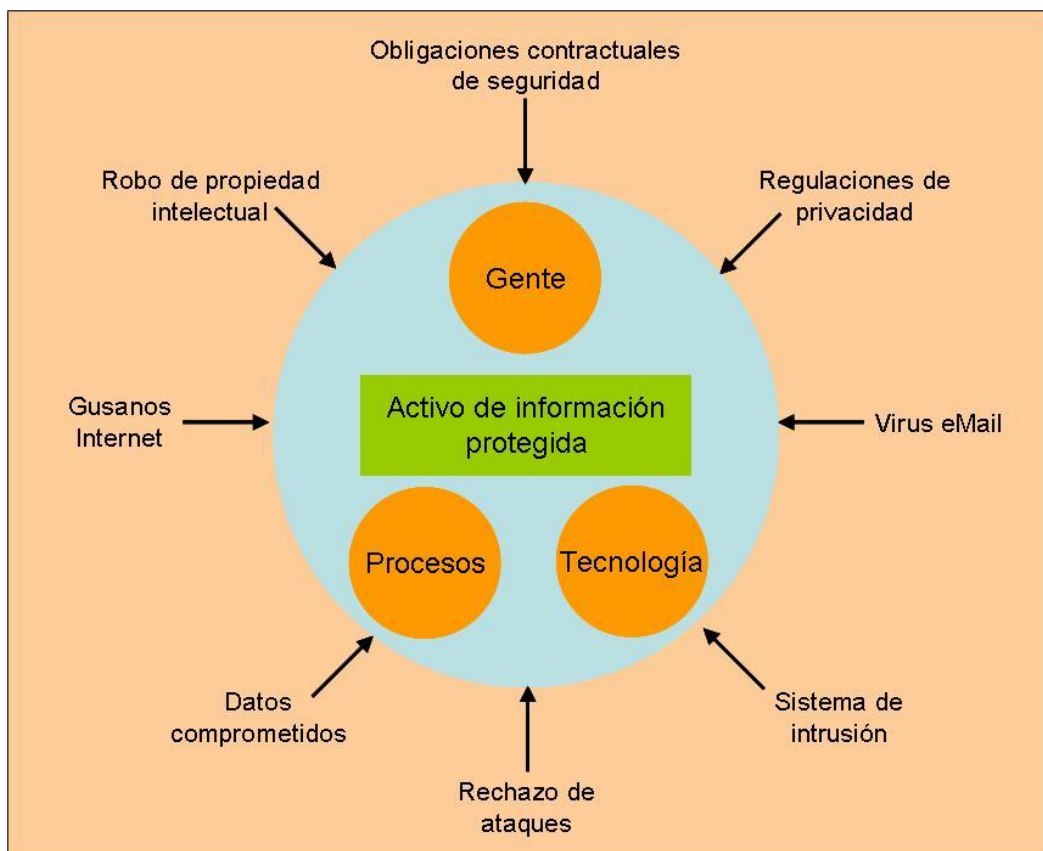 Obligaciones contractuales
de seguridad
Robo de propiedad
intelectual
Regulaciones de
privacidad
Gente
Gusanos
Internet
Activo de información
protegida
Virus eMail
Procesos
Tecnología
Datos
comprometidos
Sistema de
intrusión
Rechazo de
ataques